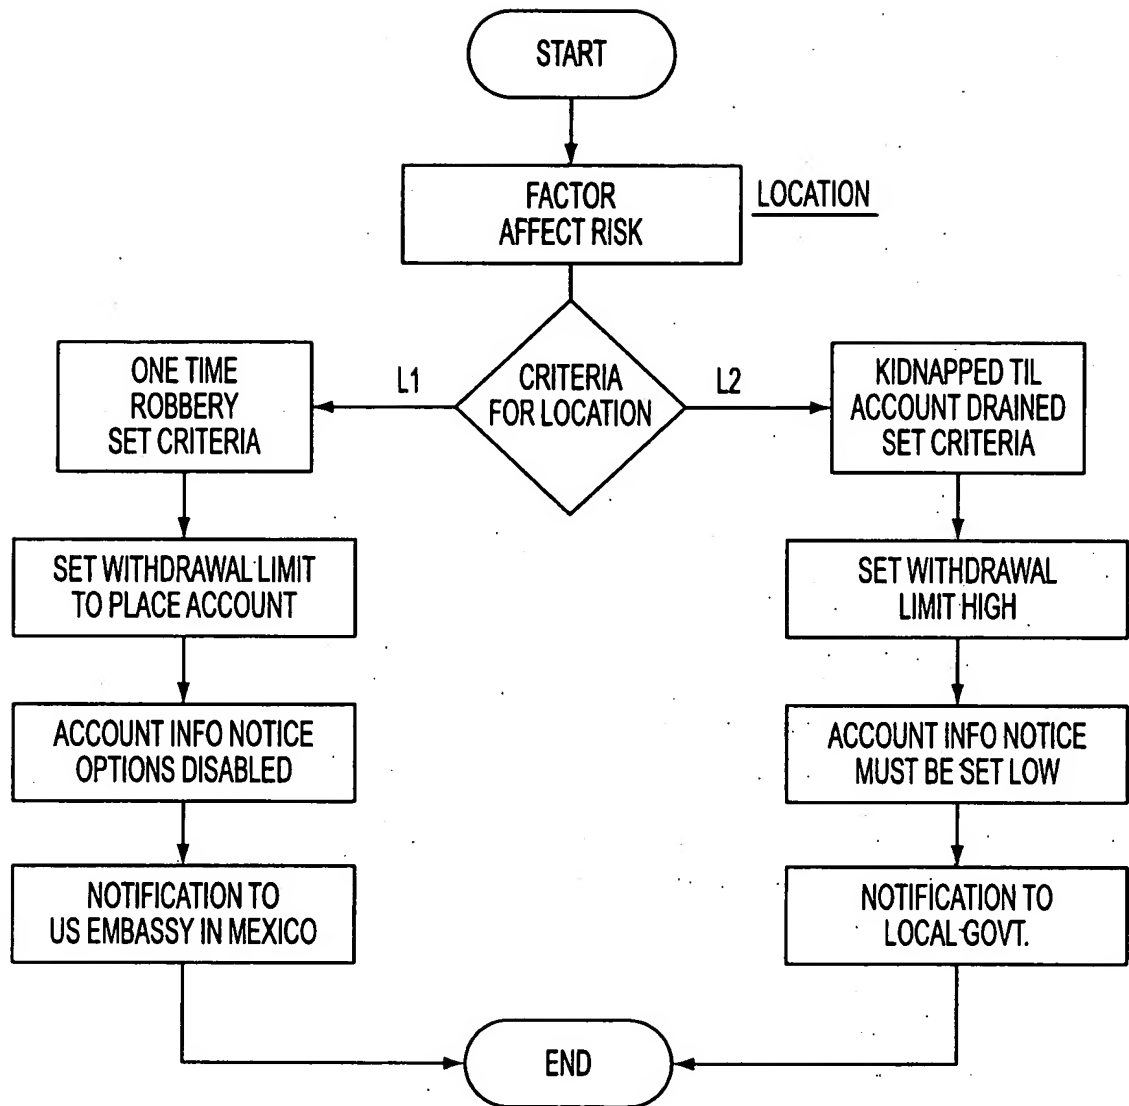 START
FACTOR
AFFECT RISK
LOCATION
CRITERIA
FOR LOCATION
L1
L2
ONE TIME
ROBBERY
SET CRITERIA
SET WITHDRAWAL LIMIT
TO PLACE ACCOUNT
ACCOUNT INFO NOTICE
OPTIONS DISABLED
NOTIFICATION TO
US EMBASSY IN MEXICO
KIDNAPPED TIL
ACCOUNT DRAINED
SET CRITERIA
SET WITHDRAWAL
LIMIT HIGH
ACCOUNT INFO NOTICE
MUST BE SET LOW
NOTIFICATION TO
LOCAL GOVT.
END